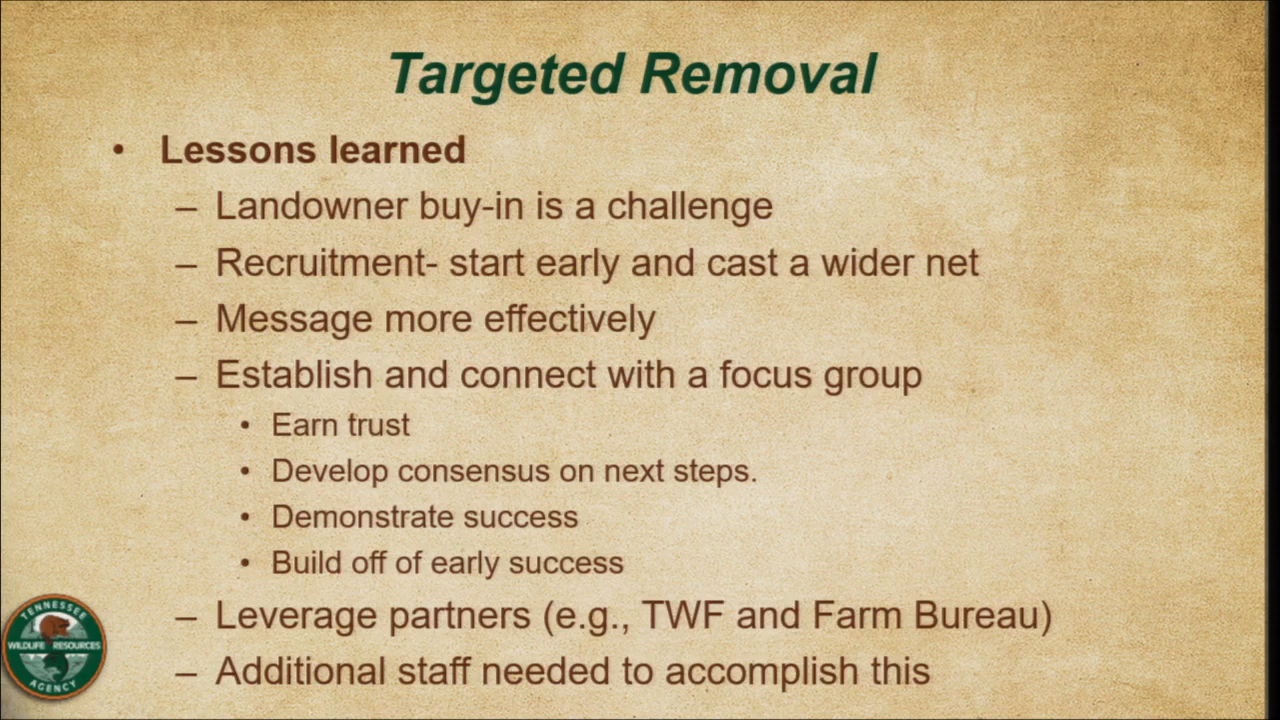 Targeted Removal
• Lessons learned
– Landowner buy-in is a challenge
– Recruitment- start early and cast a wider net
– Message more effectively
– Establish and connect with a focus group
• Earn trust
• Develop consensus on next steps.
• Demonstrate success
• Build off of early success
– Leverage partners (e.g., TWF and Farm Bureau)
– Additional staff needed to accomplish this
TENNESSEE
WILDLIFE RESOURCES
AGENCY